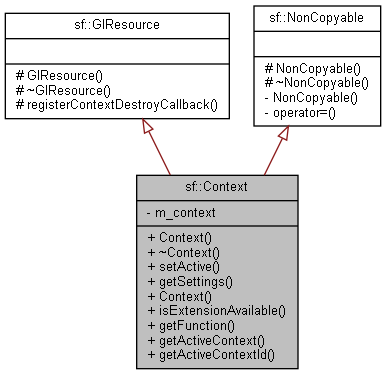 sf::GlResource
# GlResource()
# ~GlResource()
# registerContextDestroyCallback()
sf::NonCopyable
# NonCopyable()
# ~NonCopyable()
- NonCopyable()
- operator=()
sf::Context
- m_context
+ Context()
+ ~Context()
+ setActive()
+ getSettings()
+ Context()
+ isExtensionAvailable()
+ getFunction()
+ getActiveContext()
+ getActiveContextId()